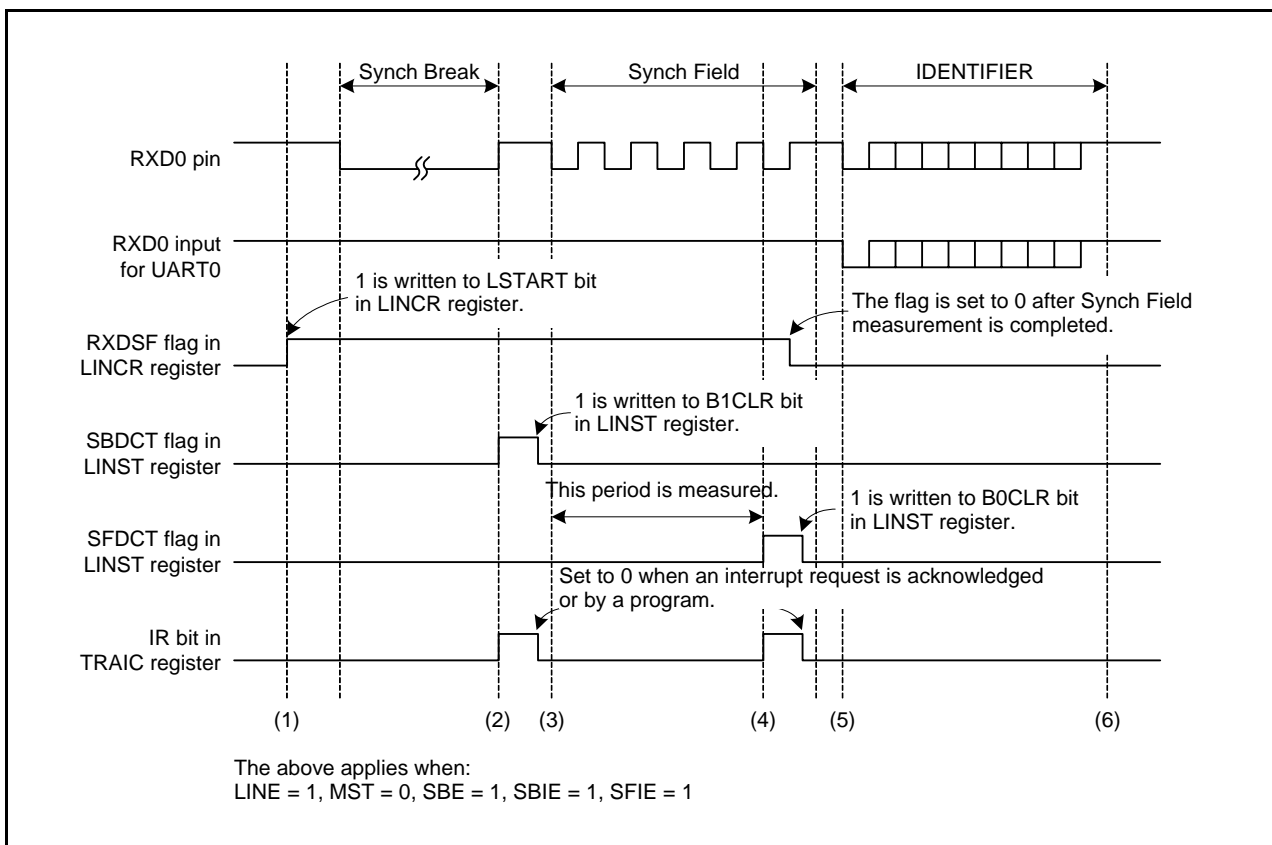 Synch Break
Synch Field
IDENTIFIER
RXD0 pin
RXD0 input
for UART0
1 is written to LSTART bit
in LINCR register.
The flag is set to 0 after Synch Field
measurement is completed.
RXDSF flag in
LINCR register
1 is written to B1CLR bit
in LINST register.
SBDCT flag in
LINST register
This period is measured.
1 is written to B0CLR bit
in LINST register.
SFDCT flag in
LINST register
Set to 0 when an interrupt request is acknowledged
or by a program.
IR bit in
TRAIC register
(1) (2) (3) (4) (5) (6)
The above applies when:
LINE = 1, MST = 0, SBE = 1, SBIE = 1, SFIE = 1